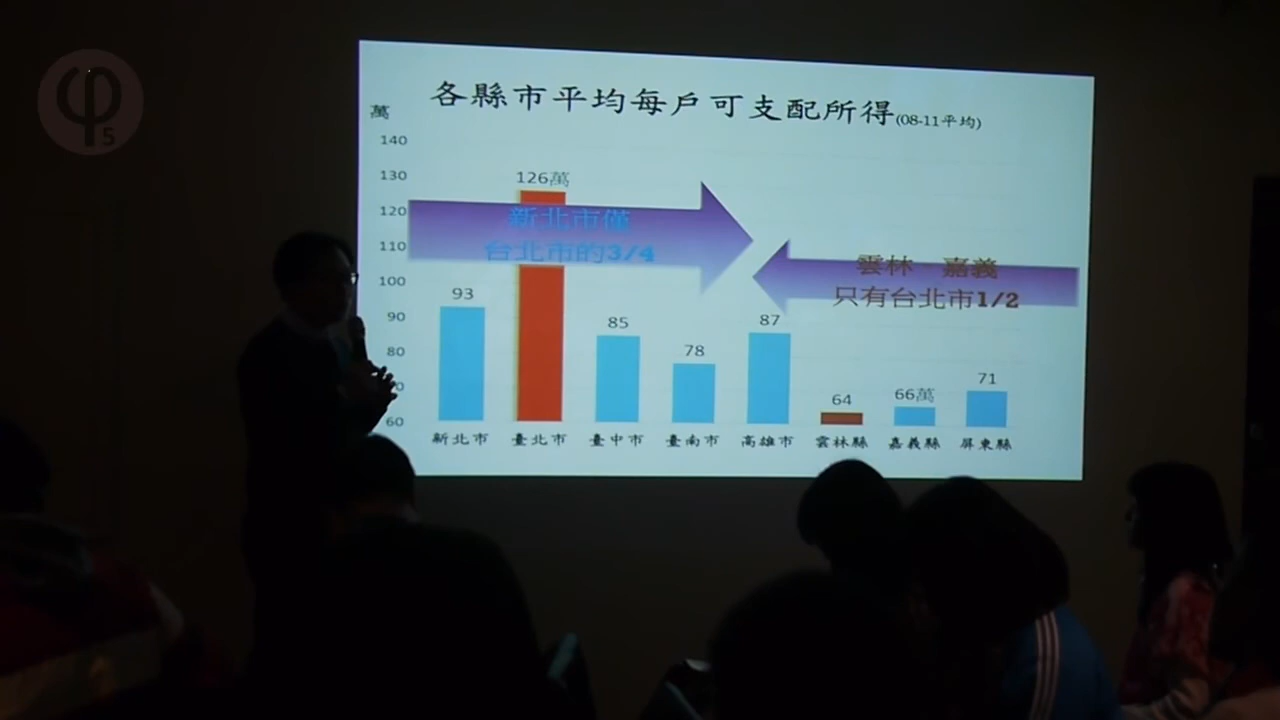 φ5
各縣市平均每戶可支配所得(08-11平均)
萬
140
130
120
110
100
90
80
60
126萬
93
85
78
87
64
66萬
71
新北市僅
台北市的3/4
雲林 嘉義
只有台北市1/2
新北市 臺北市 臺中市 臺南市 高雄市 雲林縣 嘉義縣 屏東縣